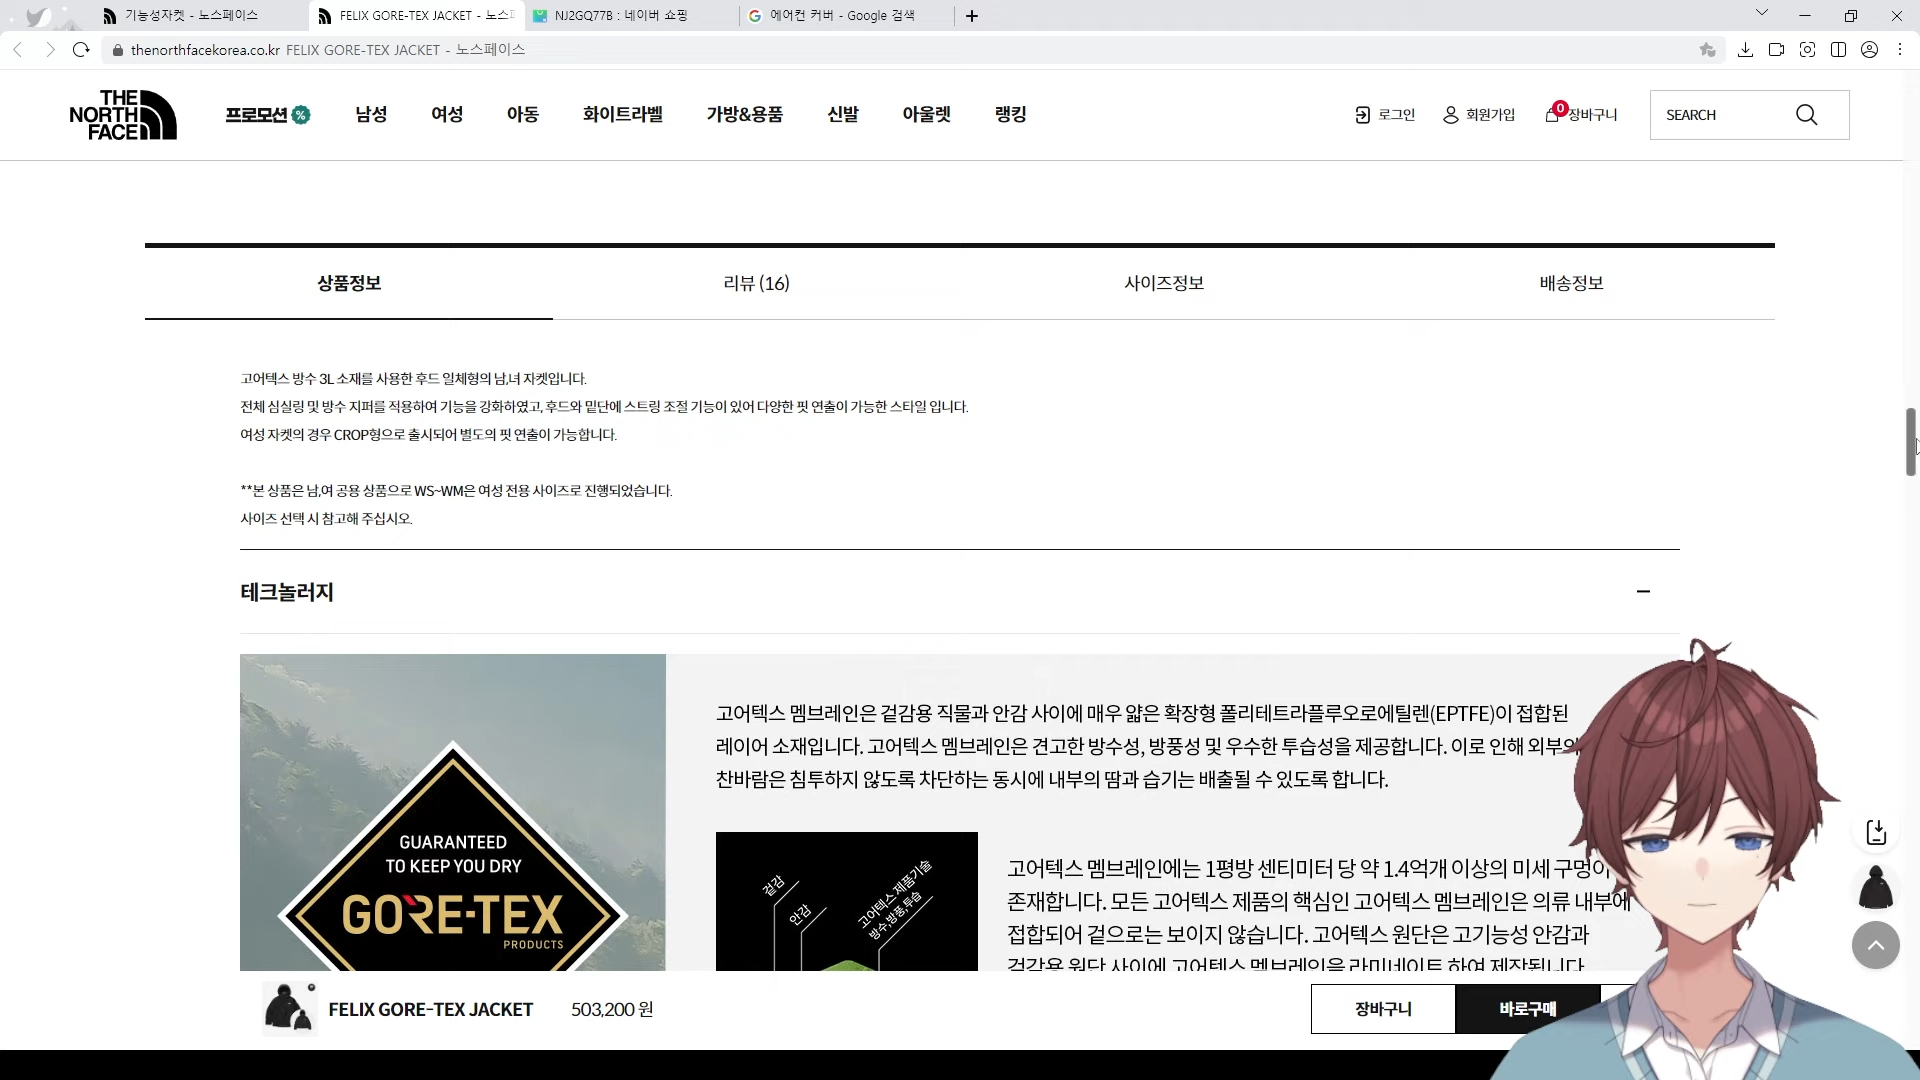 기능성자켓 - 노스페이스
FELIX GORE-TEX JACKET - 노스
NJ2GQ77B : 네이버 쇼핑
에어컨 커버 - Google 검색
thenorthfacekorea.co.kr FELIX GORE-TEX JACKET - 노스페이스
THE NORTH FACE
프로모션 %
남성
여성
아동
화이트라벨
가방&용품
신발
아울렛
랭킹
로그인
회원가입
0
장바구니
SEARCH
상품정보
리뷰 (16)
사이즈정보
배송정보
고어텍스 방수 3L 소재를 사용한 후드 일체형의 남,녀 자켓입니다.
전체 심실링 및 방수 지퍼를 적용하여 기능을 강화하였고, 후드와 밑단에 스트링 조절 기능이 있어 다양한 핏 연출이 가능한 스타일 입니다.
여성 자켓의 경우 CROP형으로 출시되어 별도의 핏 연출이 가능합니다.
**본 상품은 남,여 공용 상품으로 WS~WM은 여성 전용 사이즈로 진행되었습니다.
사이즈 선택 시 참고해 주십시오.
테크놀러지
고어텍스 멤브레인은 겉감용 직물과 안감 사이에 매우 얇은 확장형 폴리테트라플루오로에틸렌(EPTFE)이 접합된
레이어 소재입니다. 고어텍스 멤브레인은 견고한 방수성, 방풍성 및 우수한 투습성을 제공합니다. 이로 인해 외부의
찬바람은 침투하지 않도록 차단하는 동시에 내부의 땀과 습기는 배출될 수 있도록 합니다.
GUARANTEED
TO KEEP YOU DRY
GORE-TEX
PRODUCTS
겉감
안감
고어텍스 제품기술
방수,방풍,투습
고어텍스 멤브레인에는 1평방 센티미터 당 약 1.4억개 이상의 미세 구멍이
존재합니다. 모든 고어텍스 제품의 핵심인 고어텍스 멤브레인은 의류 내부에
접합되어 겉으로는 보이지 않습니다. 고어텍스 원단은 고기능성 안감과
겉감용 원단 사이에 고어텍스 멤브레인을 라미네이트 하여 제작됩니다.
FELIX GORE-TEX JACKET
503,200 원
장바구니
바로구매